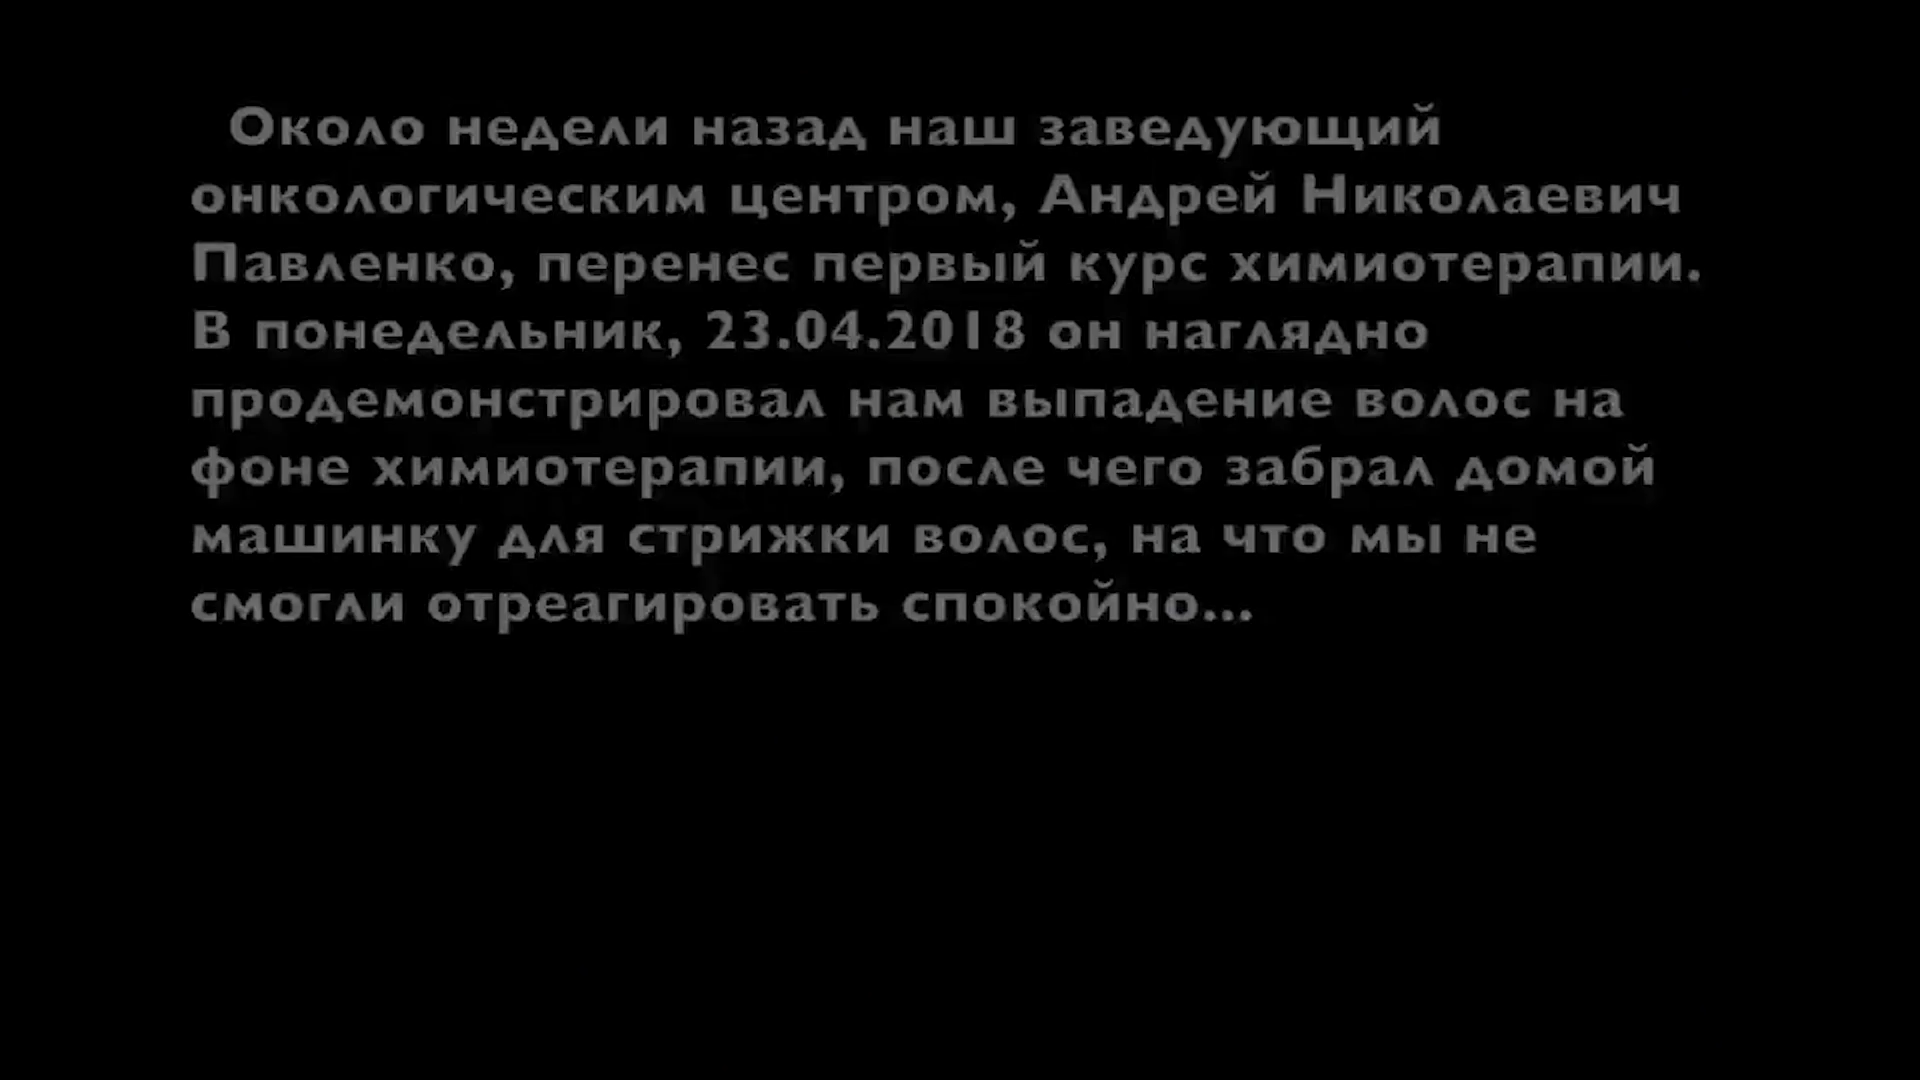 Около недели назад наш заведующий
онкологическим центром, Андрей Николаевич
Павленко, перенес первый курс химиотерапии.
В понедельник, 23.04.2018 он наглядно
продемонстрировал нам выпадение волос на
фоне химиотерапии, после чего забрал домой
машинку для стрижки волос, на что мы не
смогли отреагировать спокойно...